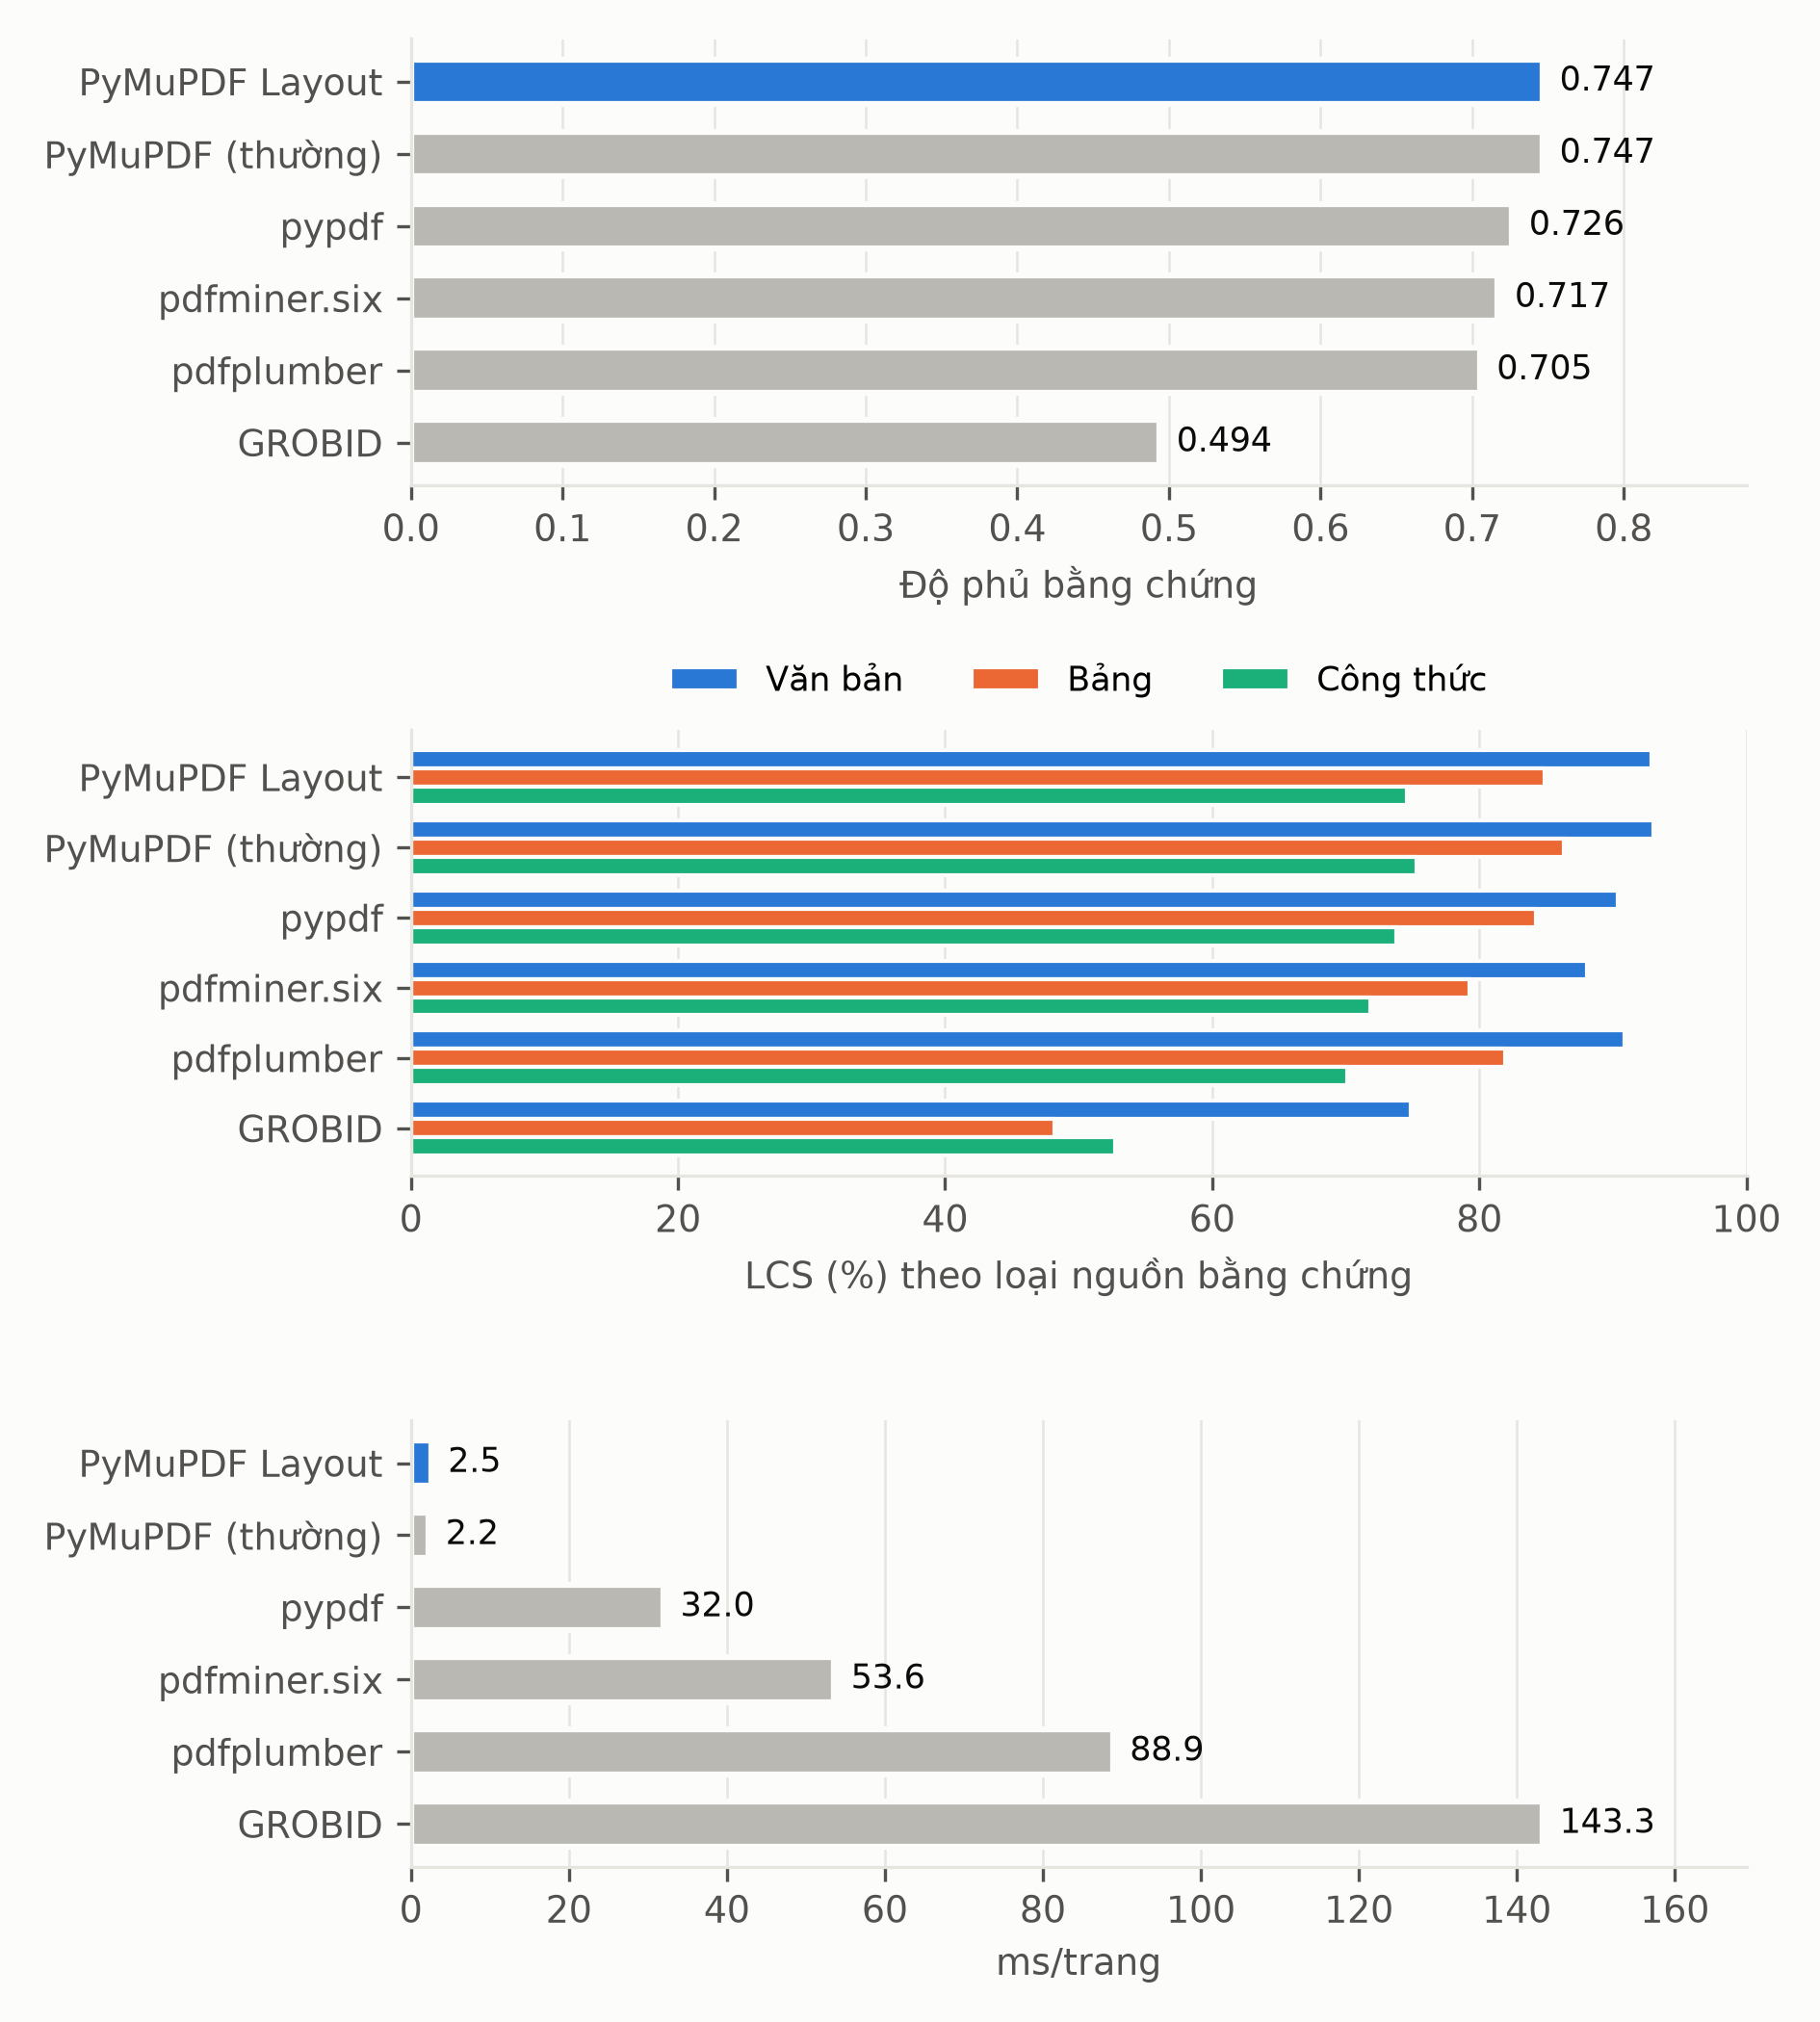 PyMuPDF Layout 0.747
PyMuPDF (thường) 0.747
pypdf 0.726
pdfminer.six 0.717
pdfplumber 0.705
GROBID 0.494
0.0 0.1 0.2 0.3 0.4 0.5 0.6 0.7 0.8
Độ phủ bằng chứng
Văn bản Bảng Công thức
PyMuPDF Layout
PyMuPDF (thường)
pypdf
pdfminer.six
pdfplumber
GROBID
0 20 40 60 80 100
LCS (%) theo loại nguồn bằng chứng
PyMuPDF Layout 2.5
PyMuPDF (thường) 2.2
pypdf 32.0
pdfminer.six 53.6
pdfplumber 88.9
GROBID 143.3
0 20 40 60 80 100 120 140 160
ms/trang